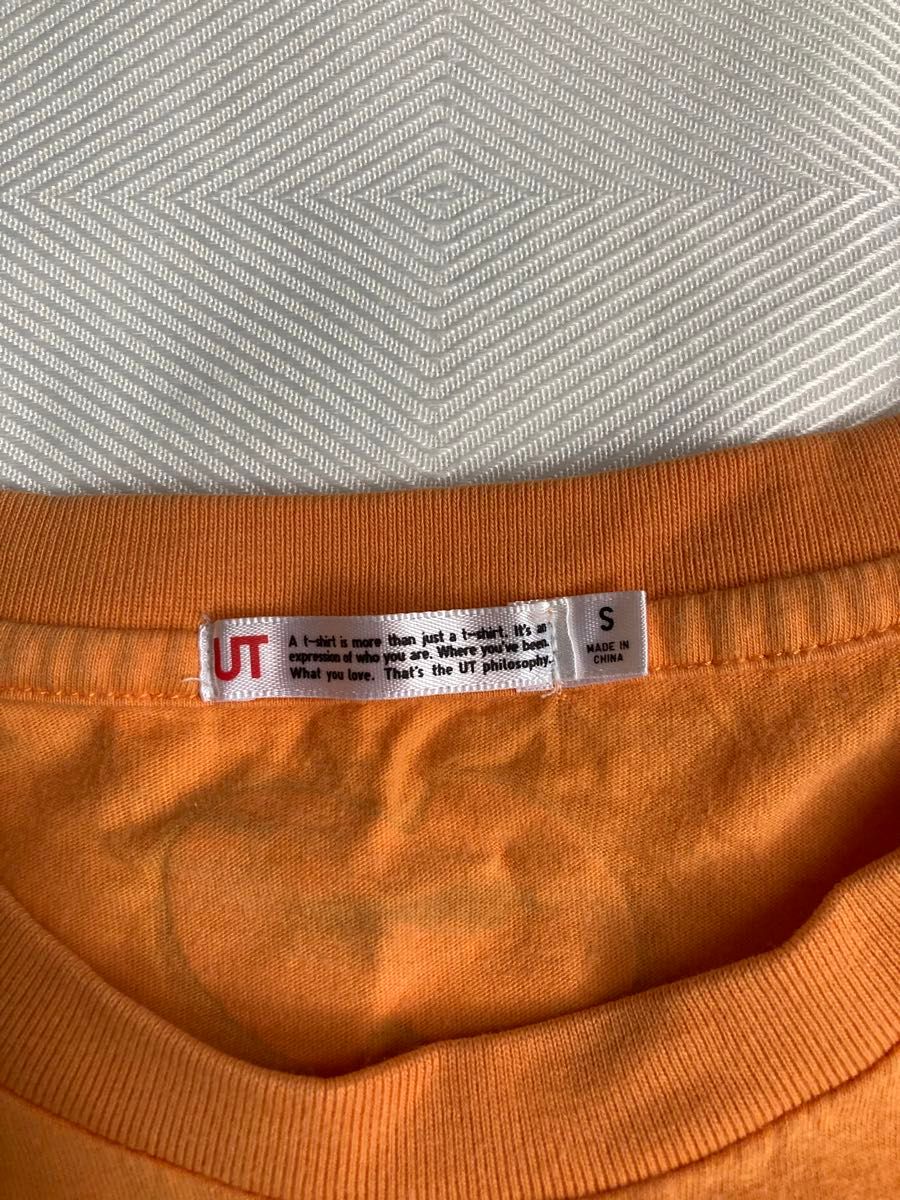 UT
A t-shirt is more than just a t-shirt. It's an
expression of who you are. Where you've been.
What you love. That's the UT philosophy.
S
MADE IN
CHINA